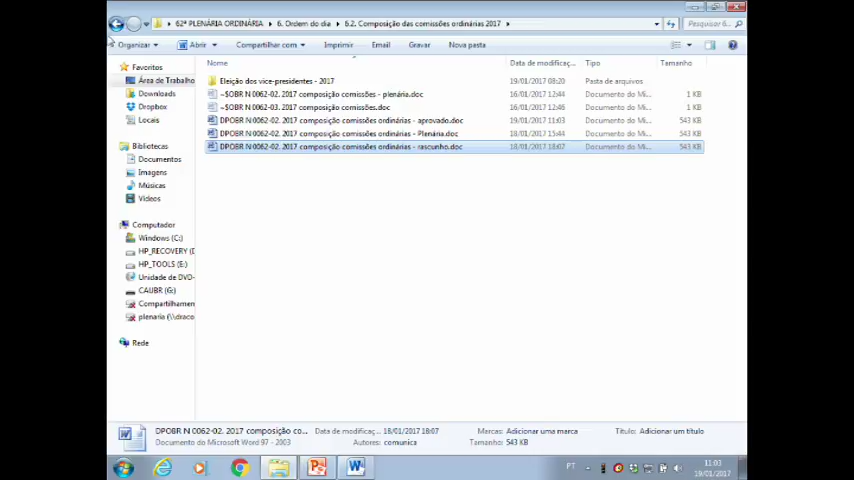 62ª PLENÁRIA ORDINÁRIA 6. Ordem do dia 6.2. Composição das comissões ordinárias 2017 Pesquisar 6...
Organizar Abrir Compartilhar com Imprimir Email Gravar Nova pasta
Favoritos
Área de Trabalho
Downloads
Dropbox
Locais
Bibliotecas
Documentos
Imagens
Músicas
Vídeos
Computador
Windows (C:)
HP_RECOVERY (D
HP_TOOLS (E:)
Unidade de DVD-
CAUBR (G:)
Compartilhamen
plenaria (\\draco
Rede
Nome Data de modificaç... Tipo Tamanho
Eleição dos vice-presidentes - 2017 19/01/2017 08:20 Pasta de arquivos
~$OBR N 0062-02. 2017 composição comissões - plenária.doc 16/01/2017 12:44 Documento do Mi... 1 KB
~$OBR N 0062-03. 2017 composição comissões.doc 16/01/2017 12:46 Documento do Mi... 1 KB
DPOBR N 0062-02. 2017 composição comissões ordinárias - aprovado.doc 19/01/2017 11:03 Documento do Mi... 543 KB
DPOBR N 0062-02. 2017 composição comissões ordinárias - Plenária.doc 18/01/2017 15:44 Documento do Mi... 543 KB
DPOBR N 0062-02. 2017 composição comissões ordinárias - rascunho.doc 18/01/2017 18:07 Documento do Mi... 543 KB
DPOBR N 0062-02. 2017 composição co... Data de modificaç... 18/01/2017 18:07 Marcas: Adicionar uma marca Título: Adicionar um título
Documento do Microsoft Word 97 - 2003 Autores: comunica Tamanho: 543 KB
PT 11:03
19/01/2017